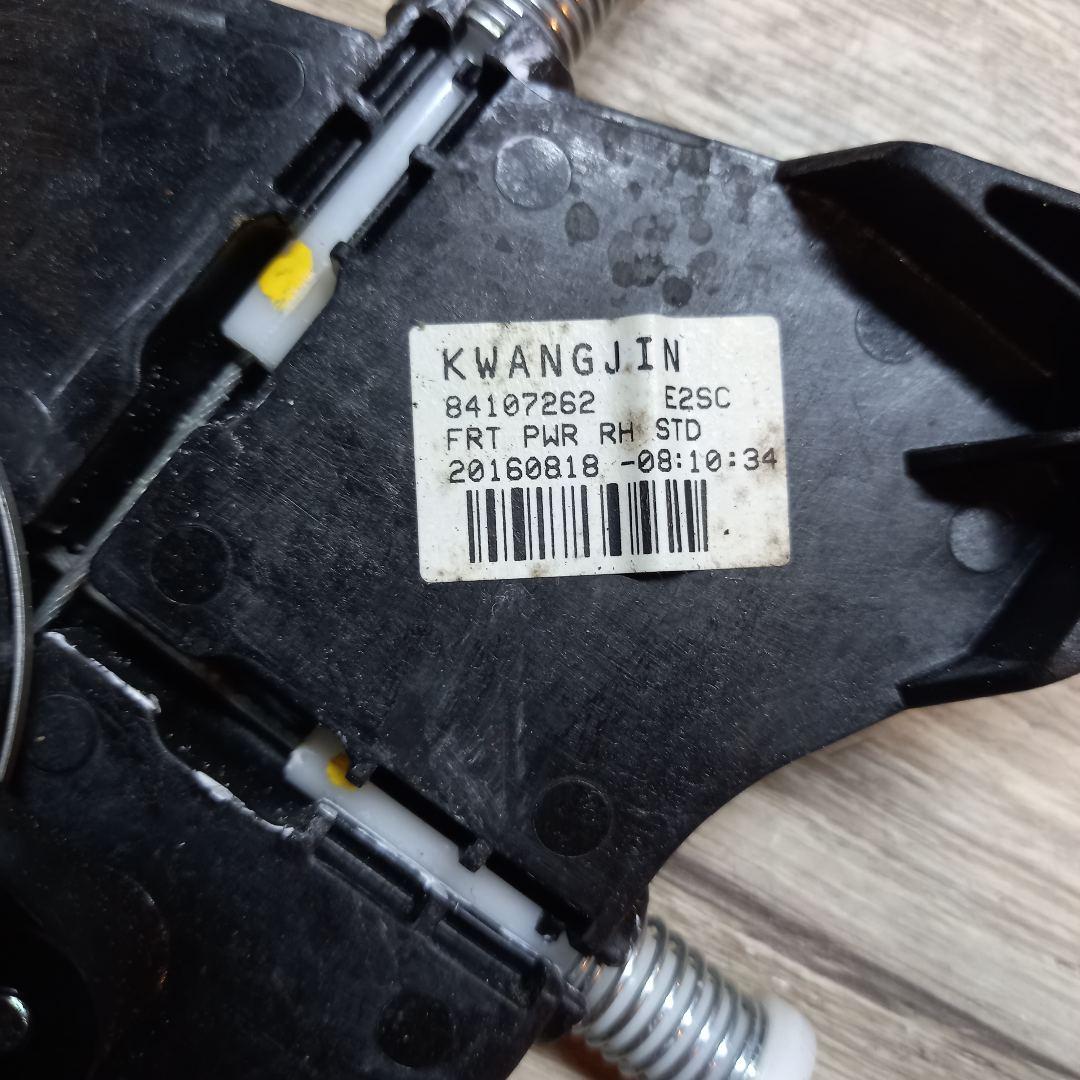 KWANGJIN
84107262 E2SC
FRT PWR RH STD
20160818 -08:10:34